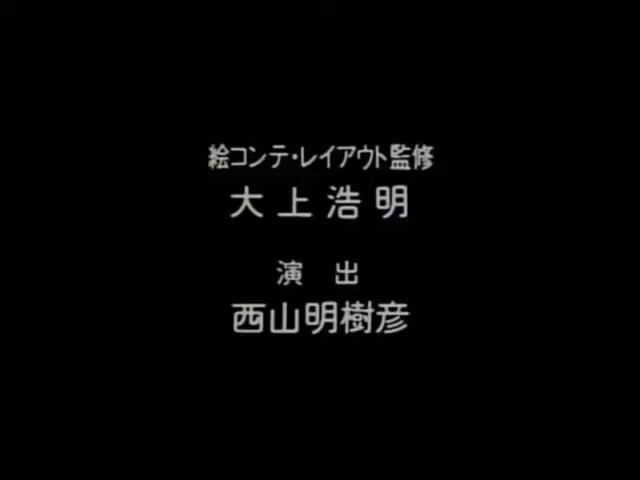 絵コンテ・レイアウト監修
大上浩明
演 出
西山明樹彦